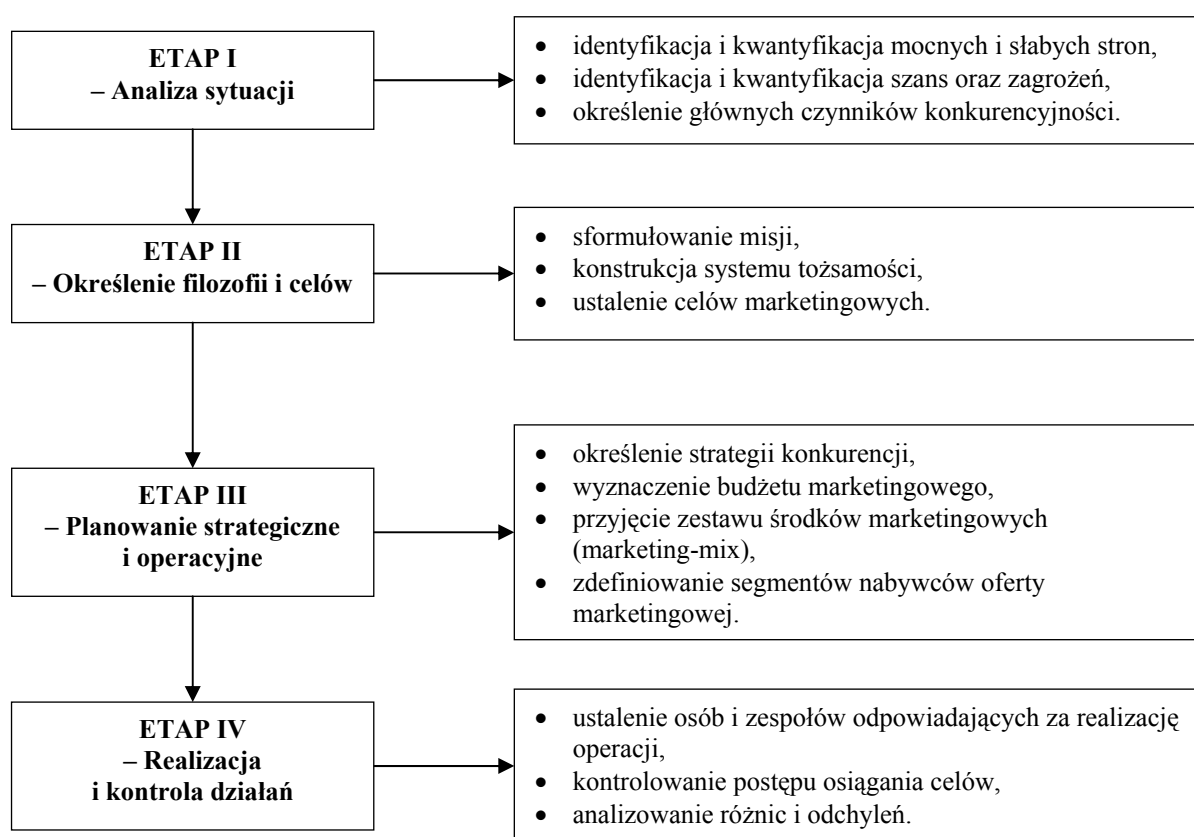 ETAP I
– Analiza sytuacji
• identyfikacja i kwantyfikacja mocnych i słabych stron,
• identyfikacja i kwantyfikacja szans oraz zagrożeń,
• określenie głównych czynników konkurencyjności.
ETAP II
– Określenie filozofii i celów
• sformułowanie misji,
• konstrukcja systemu tożsamości,
• ustalenie celów marketingowych.
ETAP III
– Planowanie strategiczne
i operacyjne
• określenie strategii konkurencji,
• wyznaczenie budżetu marketingowego,
• przyjęcie zestawu środków marketingowych
(marketing-mix),
• zdefiniowanie segmentów nabywców oferty
marketingowej.
ETAP IV
– Realizacja
i kontrola działań
• ustalenie osób i zespołów odpowiadających za realizację
operacji,
• kontrolowanie postępu osiągania celów,
• analizowanie różnic i odchyleń.